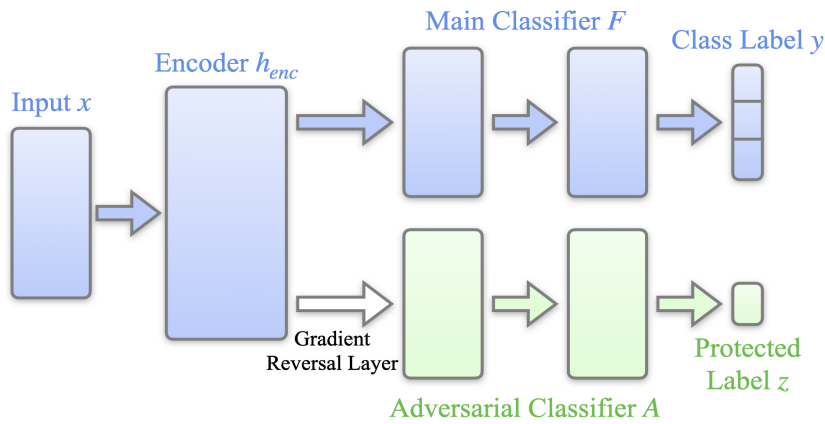 Main Classifier F
Class Label y
Encoder h_enc
Input x
Gradient
Reversal Layer
Protected
Label z
Adversarial Classifier A